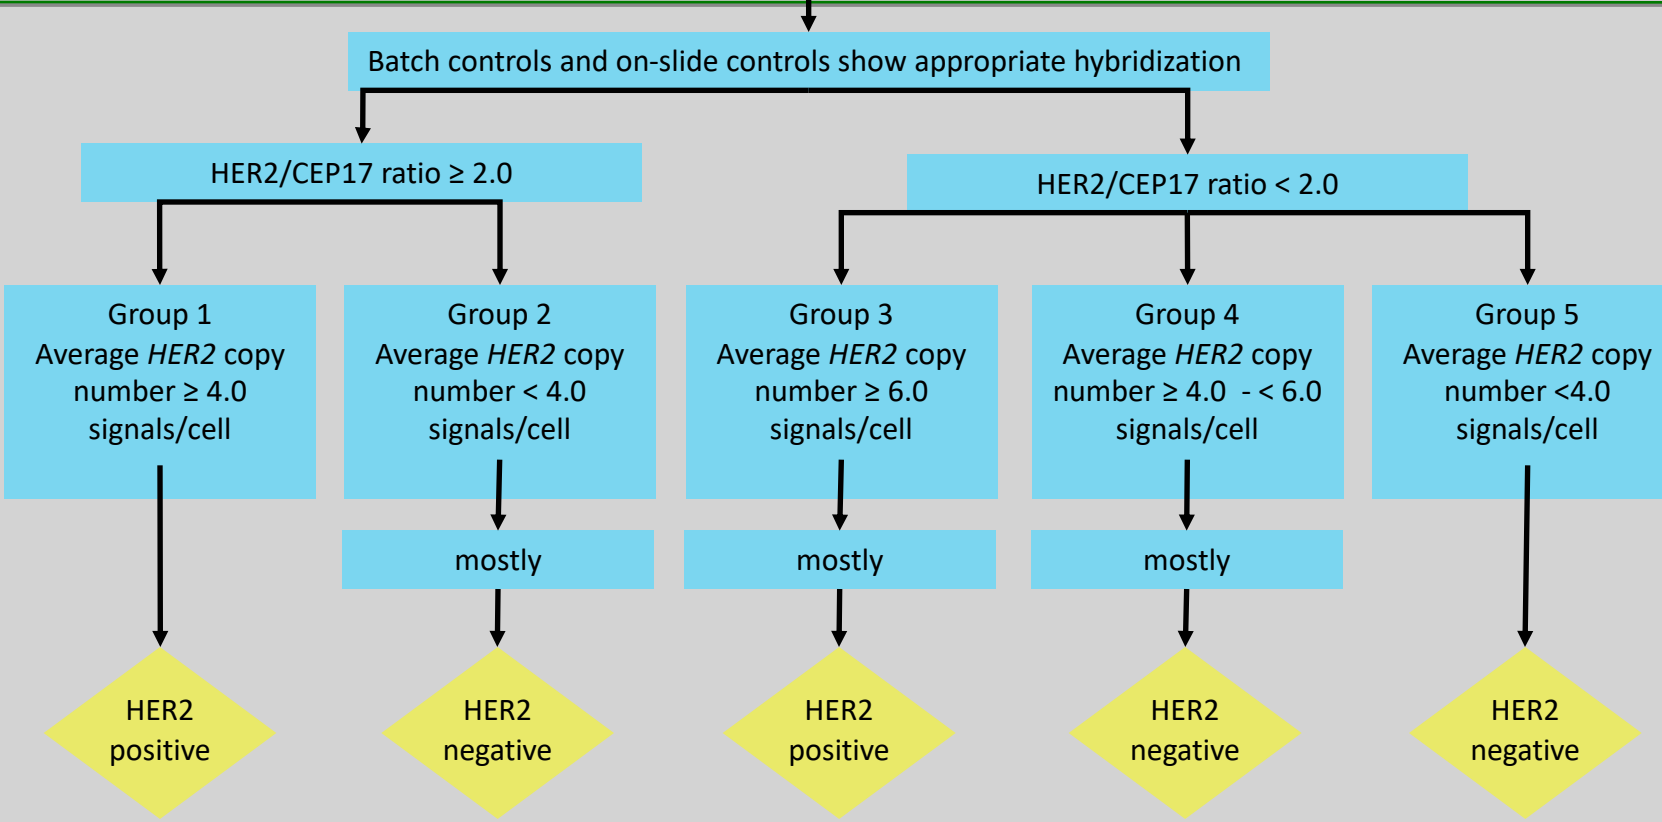 Batch controls and on-slide controls show appropriate hybridization
HER2/CEP17 ratio ≥ 2.0
HER2/CEP17 ratio < 2.0
Group 1
Average HER2 copy
number ≥ 4.0
signals/cell
Group 2
Average HER2 copy
number < 4.0
signals/cell
Group 3
Average HER2 copy
number ≥ 6.0
signals/cell
Group 4
Average HER2 copy
number ≥ 4.0  - < 6.0
signals/cell
Group 5
Average HER2 copy
number <4.0
signals/cell
mostly
mostly
mostly
HER2
positive
HER2
negative
HER2
positive
HER2
negative
HER2
negative